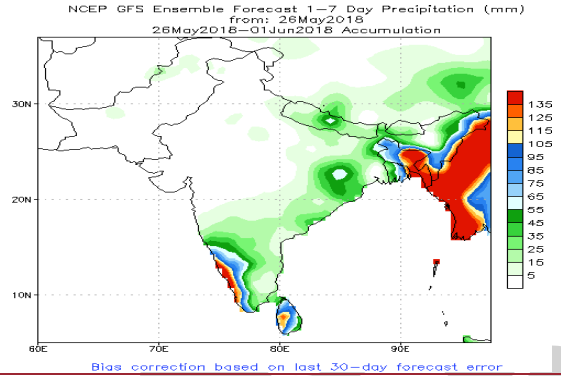 NCEP GFS Ensemble Forecast 1-7 Day Precipitation (mm)
from: 26May2018
26May2018-01Jun2018 Accumulation
30N
20N
10N
60E
70E
80E
90E
135
125
115
105
95
85
75
65
55
45
35
25
15
5
Bias correction based on last 30-day forecast error